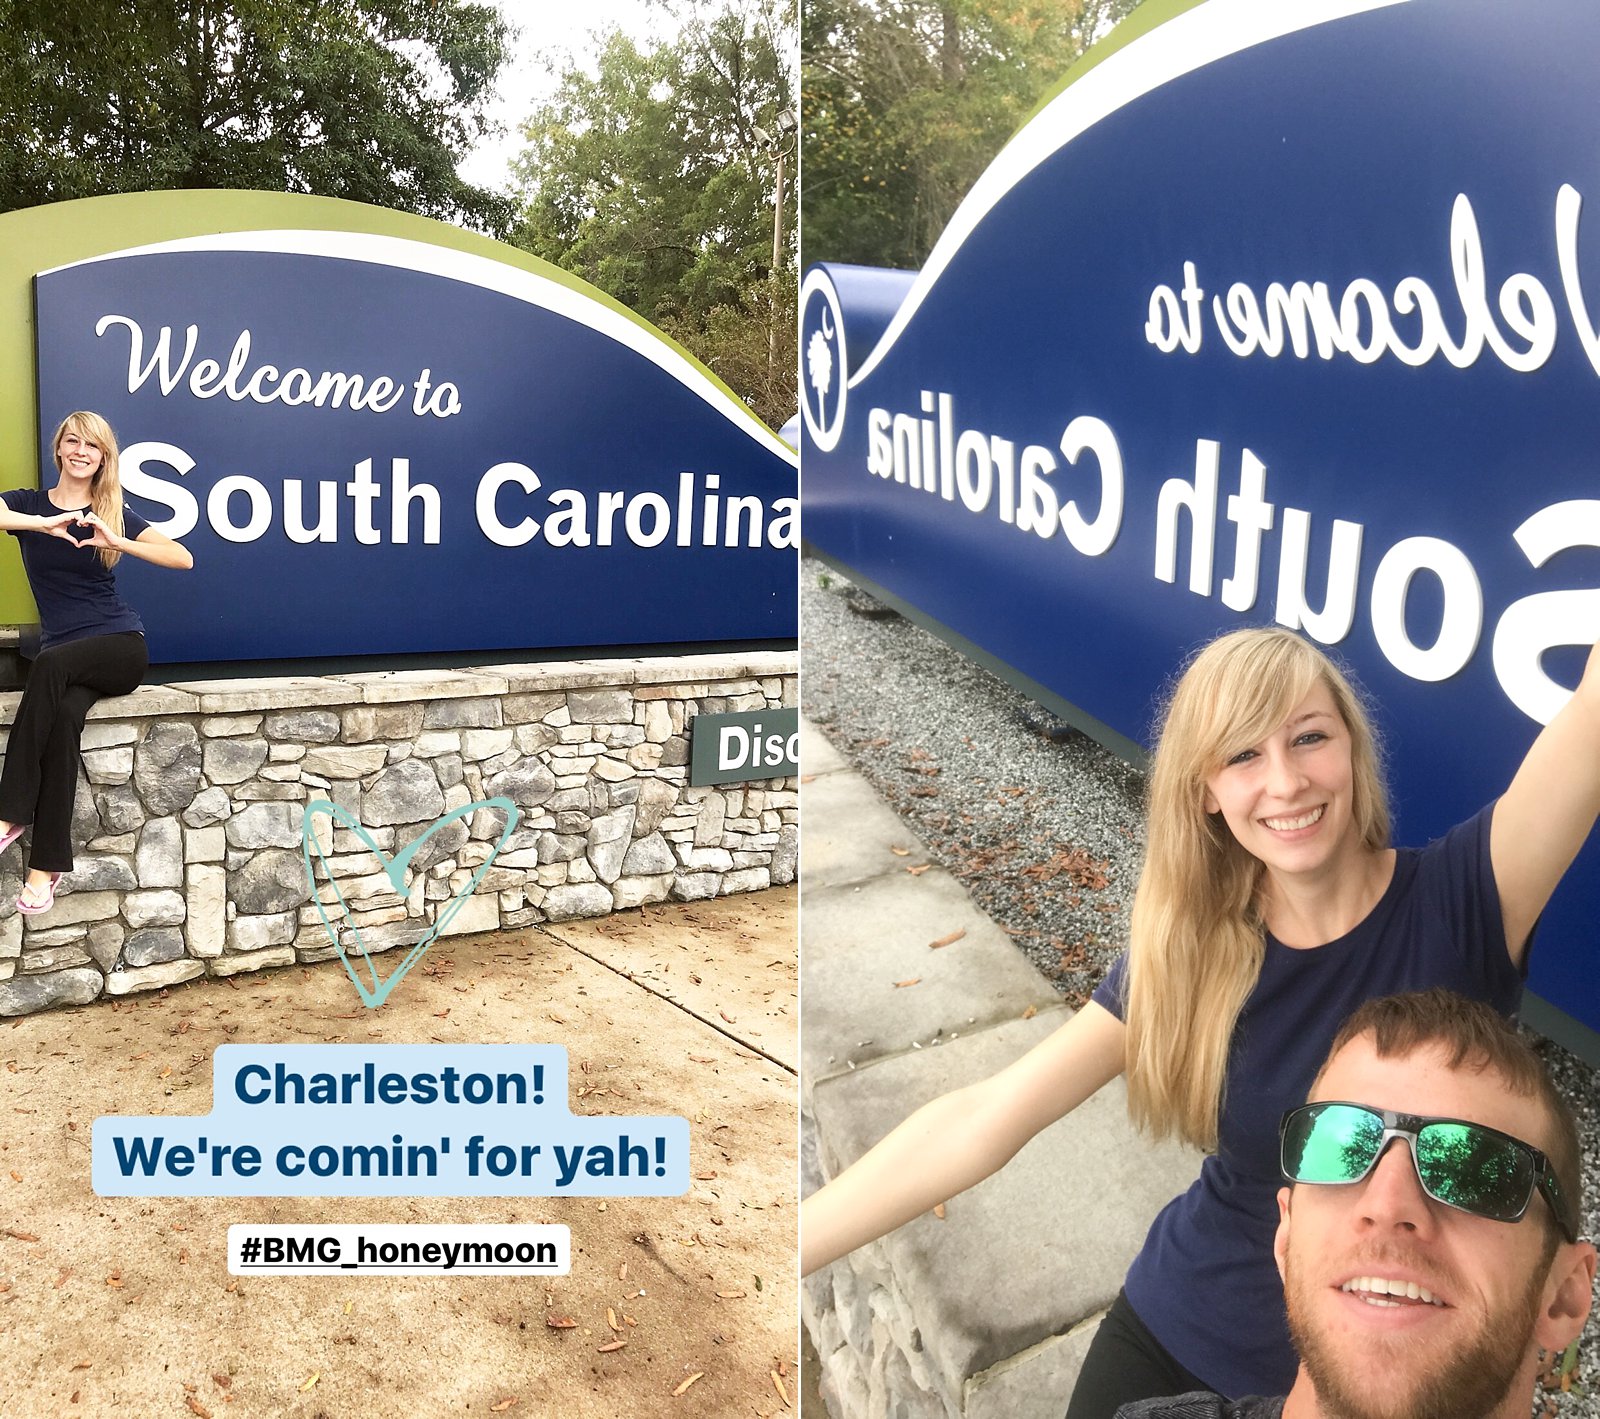 Welcome to
South Carolina
Disc
Charleston!
We're comin' for yah!
#BMG_honeymoon
Welcome to
South Carolina